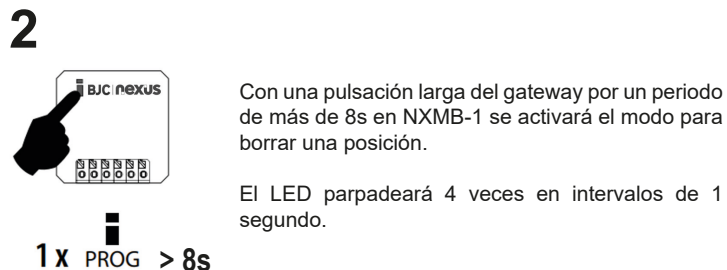 2
BJC nexus
Con una pulsación larga del gateway por un periodo
de más de 8s en NXMB-1 se activará el modo para
borrar una posición.
El LED parpadeará 4 veces en intervalos de 1
segundo.
1 x PROG > 8s